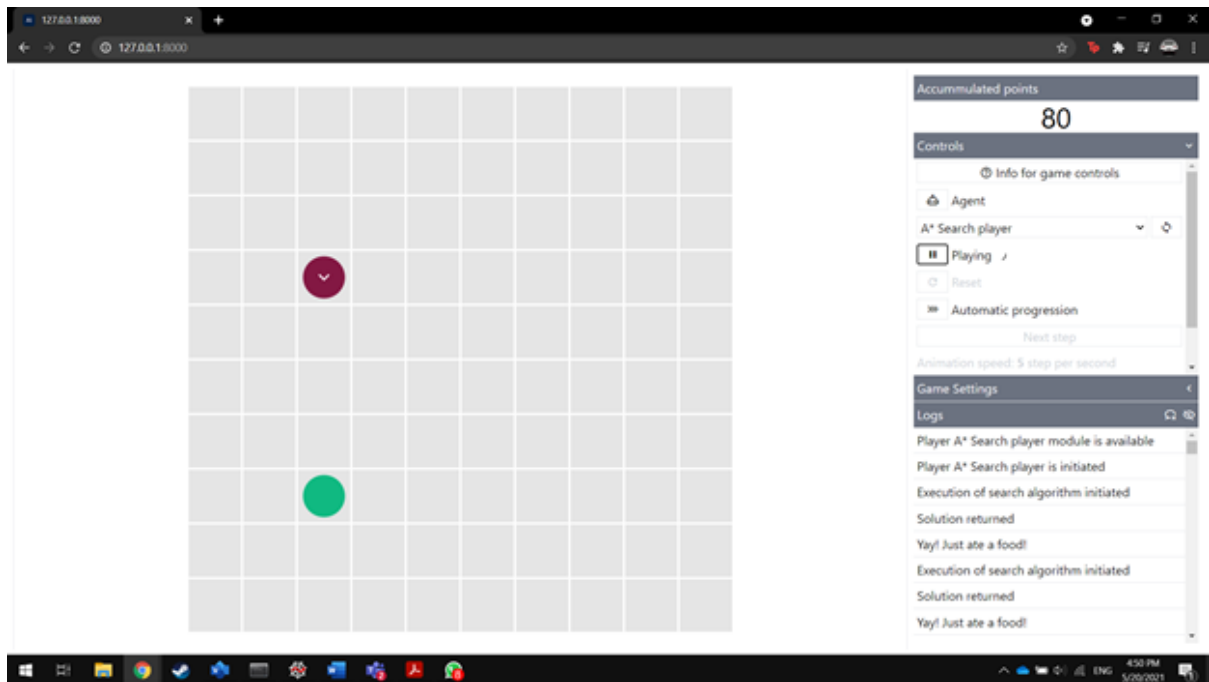 127.0.0.1:8000
127.0.0.1:8000
Accummulated points
80
Controls
Info for game controls
Agent
A* Search player
Playing
Reset
Automatic progression
Next step
Animation speed: 5 step per second
Game Settings
Logs
Player A* Search player module is available
Player A* Search player is initiated
Execution of search algorithm initiated
Solution returned
Yay! Just ate a food!
Execution of search algorithm initiated
Solution returned
Yay! Just ate a food!
ENG
4:50 PM
5/20/2021